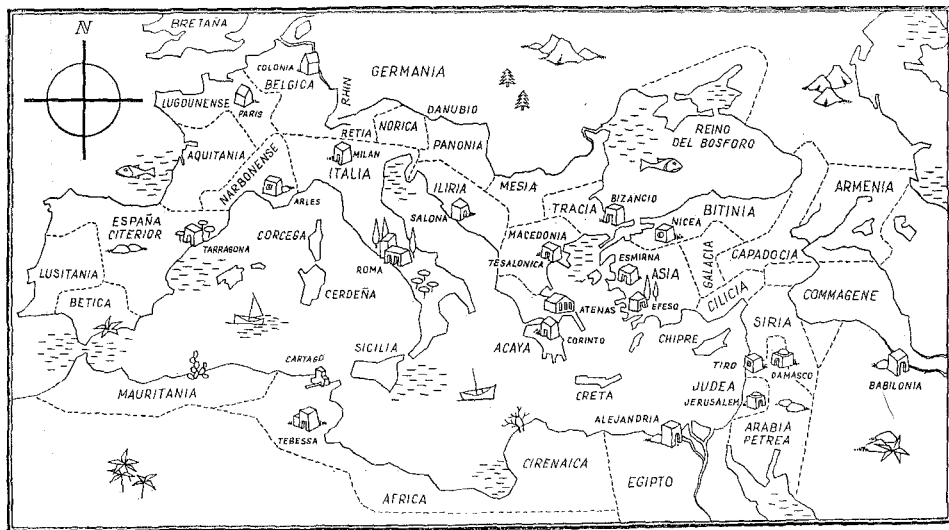 BRETAÑA
N
COLONIA
BELGICA
GERMANIA
RHIN
LUGDUNENSE
PARIS
DANUBIO
RETIA
NORICA
PANONIA
REINO
DEL BOSFORO
AQUITANIA
NARBONENSE
MILAN
ITALIA
ARLES
ILIRIA
MESIA
SALONA
TRACIA
BIZANCIO
NICEA
BITINIA
ARMENIA
ESPAÑA
CITERIOR
TARRAGONA
CORCEGA
ROMA
MACEDONIA
TESALONICA
ESMIRNA
ASIA
GALACIA
CAPADOCIA
LUSITANIA
BETICA
CERDEÑA
ATENAS
EFESO
CILICIA
COMMAGENE
ACAYA
CORINTO
CHIPRE
SIRIA
SICILIA
CARTAGO
TIRO
DAMASCO
BABILONIA
MAURITANIA
CRETA
JUDEA
JERUSALEM
TEBESSA
ALEJANDRIA
ARABIA
PETREA
CIRENAICA
EGIPTO
AFRICA